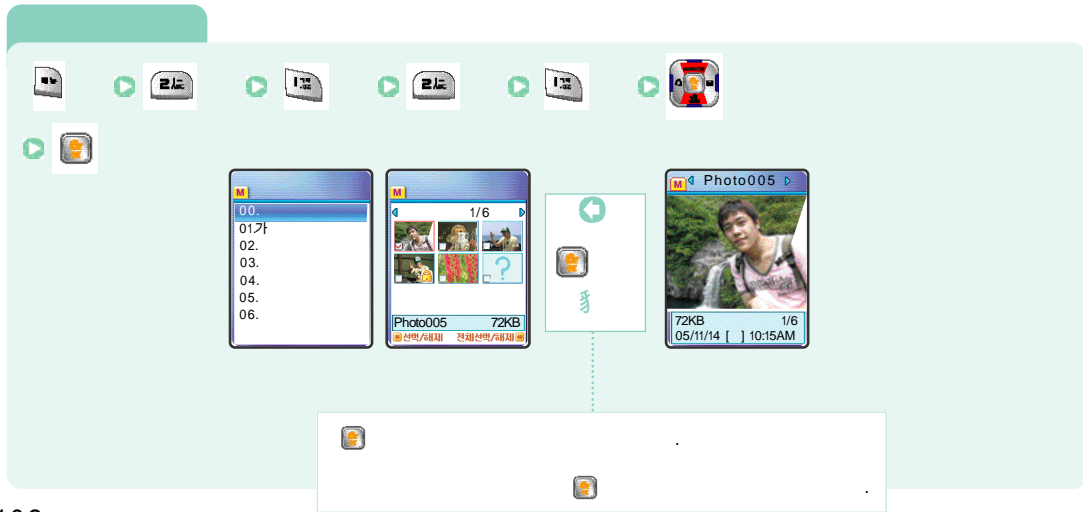 M
00.
01가
02.
03.
04.
05.
06.
M
1/6
?
Photo005 72KB
선택/해제 전체선택/해제
M Photo005
72KB 1/6
05/11/14 [ ] 10:15AM